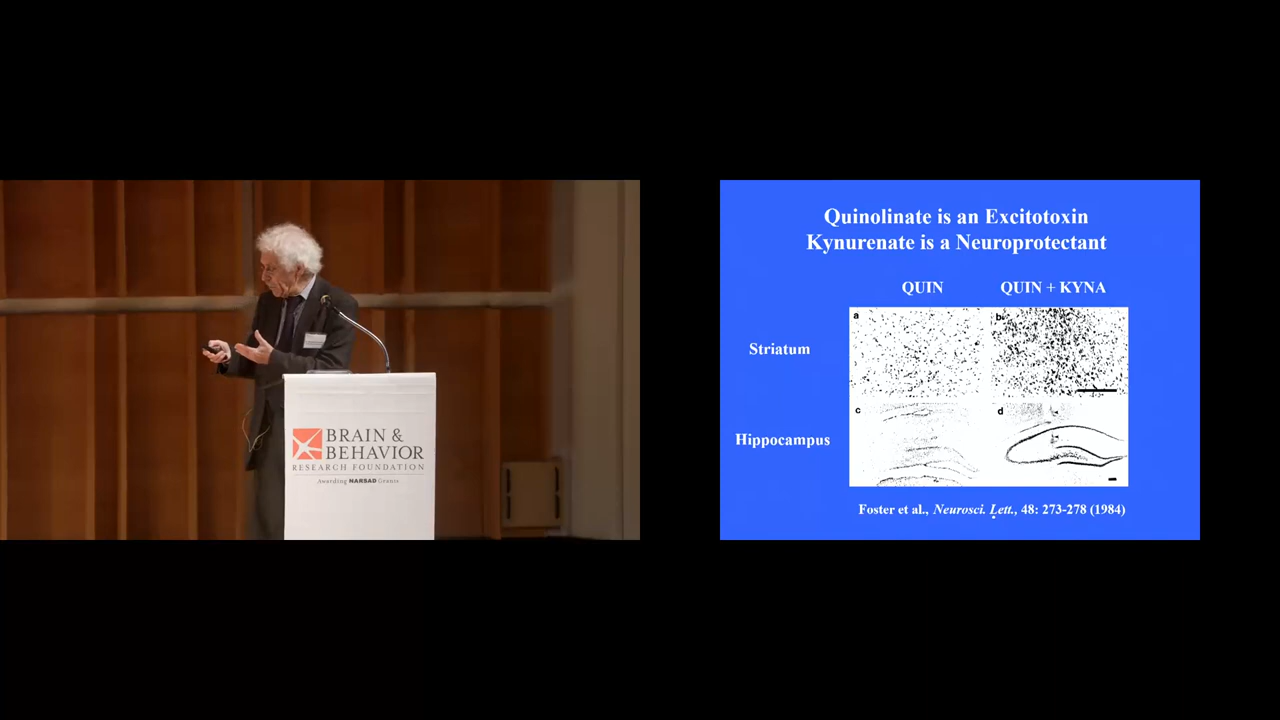 BRAIN &
BEHAVIOR
RESEARCH FOUNDATION
Awarding NARSAD Grants
Quinolinate is an Excitotoxin
Kynurenate is a Neuroprotectant
QUIN QUIN + KYNA
a b
Striatum
c d
Hippocampus
Foster et al., Neurosci. Lett., 48: 273-278 (1984)